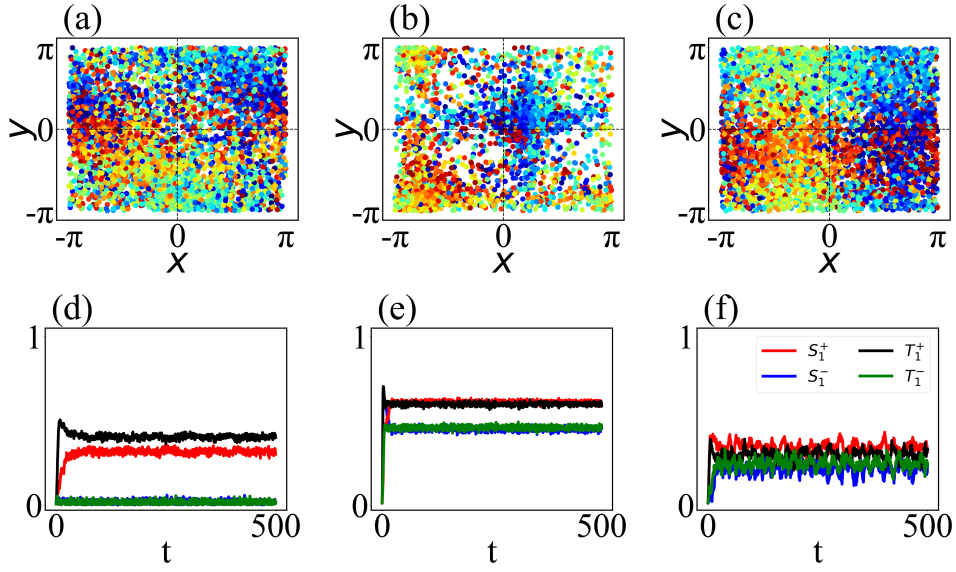 (a) (b) (c)
π π π
y 0 y 0 y 0
-π -π -π
-π 0 π -π 0 π -π 0 π
x x x
(d) (e) (f)
1 1 1
S₁⁺ T₁⁺
S₁⁻ T₁⁻
0 0 0
0 500 0 500 0 500
t t t